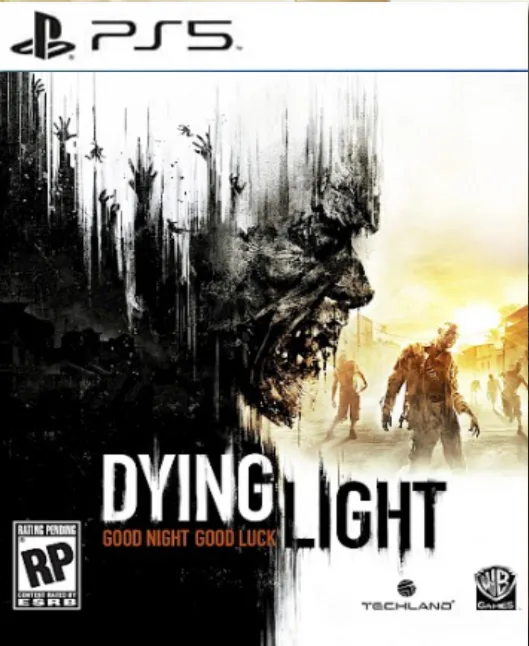 PS5
DYING
LIGHT
GOOD NIGHT GOOD LUCK
RATING PENDING
RP
CONTENT RATED BY
ESRB
TECHLAND
WB
GAMES